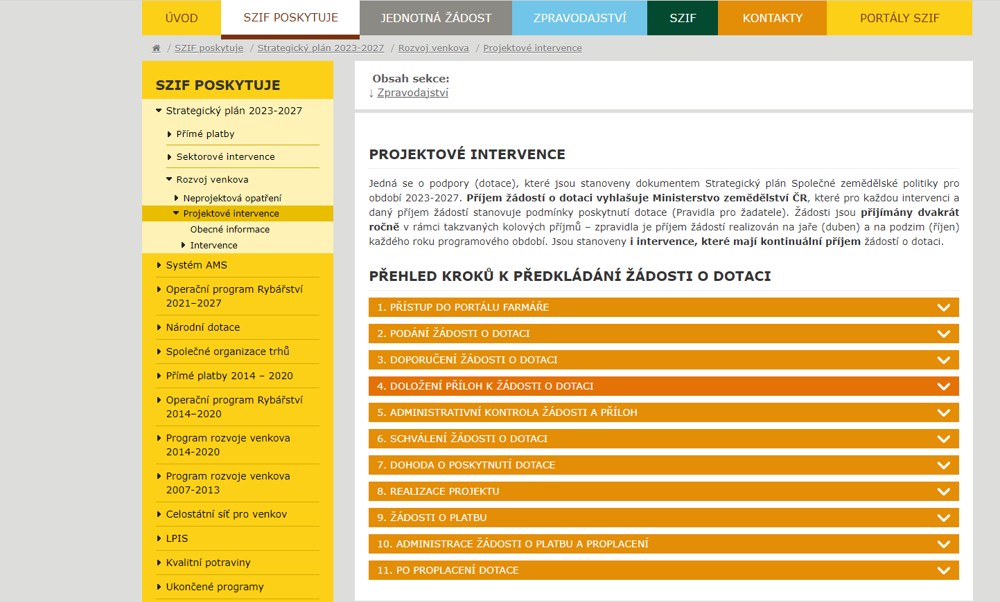 ÚVOD
SZIF POSKYTUJE
JEDNOTNÁ ŽÁDOST
ZPRAVODAJSTVÍ
SZIF
KONTAKTY
PORTÁLY SZIF
/ SZIF poskytuje / Strategický plán 2023-2027 / Rozvoj venkova / Projektové intervence
SZIF POSKYTUJE
Strategický plán 2023-2027
Přímé platby
Sektorové intervence
Rozvoj venkova
Neprojektová opatření
Projektové intervence
Obecné informace
Intervence
Systém AMS
Operační program Rybářství
2021–2027
Národní dotace
Společné organizace trhů
Přímé platby 2014 – 2020
Operační program Rybářství
2014–2020
Program rozvoje venkova
2014-2020
Program rozvoje venkova
2007-2013
Celostátní síť pro venkov
LPIS
Kvalitní potraviny
Ukončené programy
Obsah sekce:
↓ Zpravodajství
PROJEKTOVÉ INTERVENCE
Jedná se o podpory (dotace), které jsou stanoveny dokumentem Strategický plán Společné zemědělské politiky pro
období 2023-2027. Příjem žádostí o dotaci vyhlašuje Ministerstvo zemědělství ČR, které pro každou intervenci a
daný příjem žádostí stanovuje podmínky poskytnutí dotace (Pravidla pro žadatele). Žádosti jsou přijímány dvakrát
ročně v rámci takzvaných kolových příjmů – zpravidla je příjem žádostí realizován na jaře (duben) a na podzim (říjen)
každého roku programového období. Jsou stanoveny i intervence, které mají kontinuální příjem žádostí o dotaci.
PŘEHLED KROKŮ K PŘEDKLÁDÁNÍ ŽÁDOSTI O DOTACI
1. PŘÍSTUP DO PORTÁLU FARMÁŘE
2. PODÁNÍ ŽÁDOSTI O DOTACI
3. DOPORUČENÍ ŽÁDOSTI O DOTACI
4. DOLOŽENÍ PŘÍLOH K ŽÁDOSTI O DOTACI
5. ADMINISTRATIVNÍ KONTROLA ŽÁDOSTI A PŘÍLOH
6. SCHVÁLENÍ ŽÁDOSTI O DOTACI
7. DOHODA O POSKYTNUTÍ DOTACE
8. REALIZACE PROJEKTU
9. ŽÁDOSTI O PLATBU
10. ADMINISTRACE ŽÁDOSTI O PLATBU A PROPLACENÍ
11. PO PROPLACENÍ DOTACE